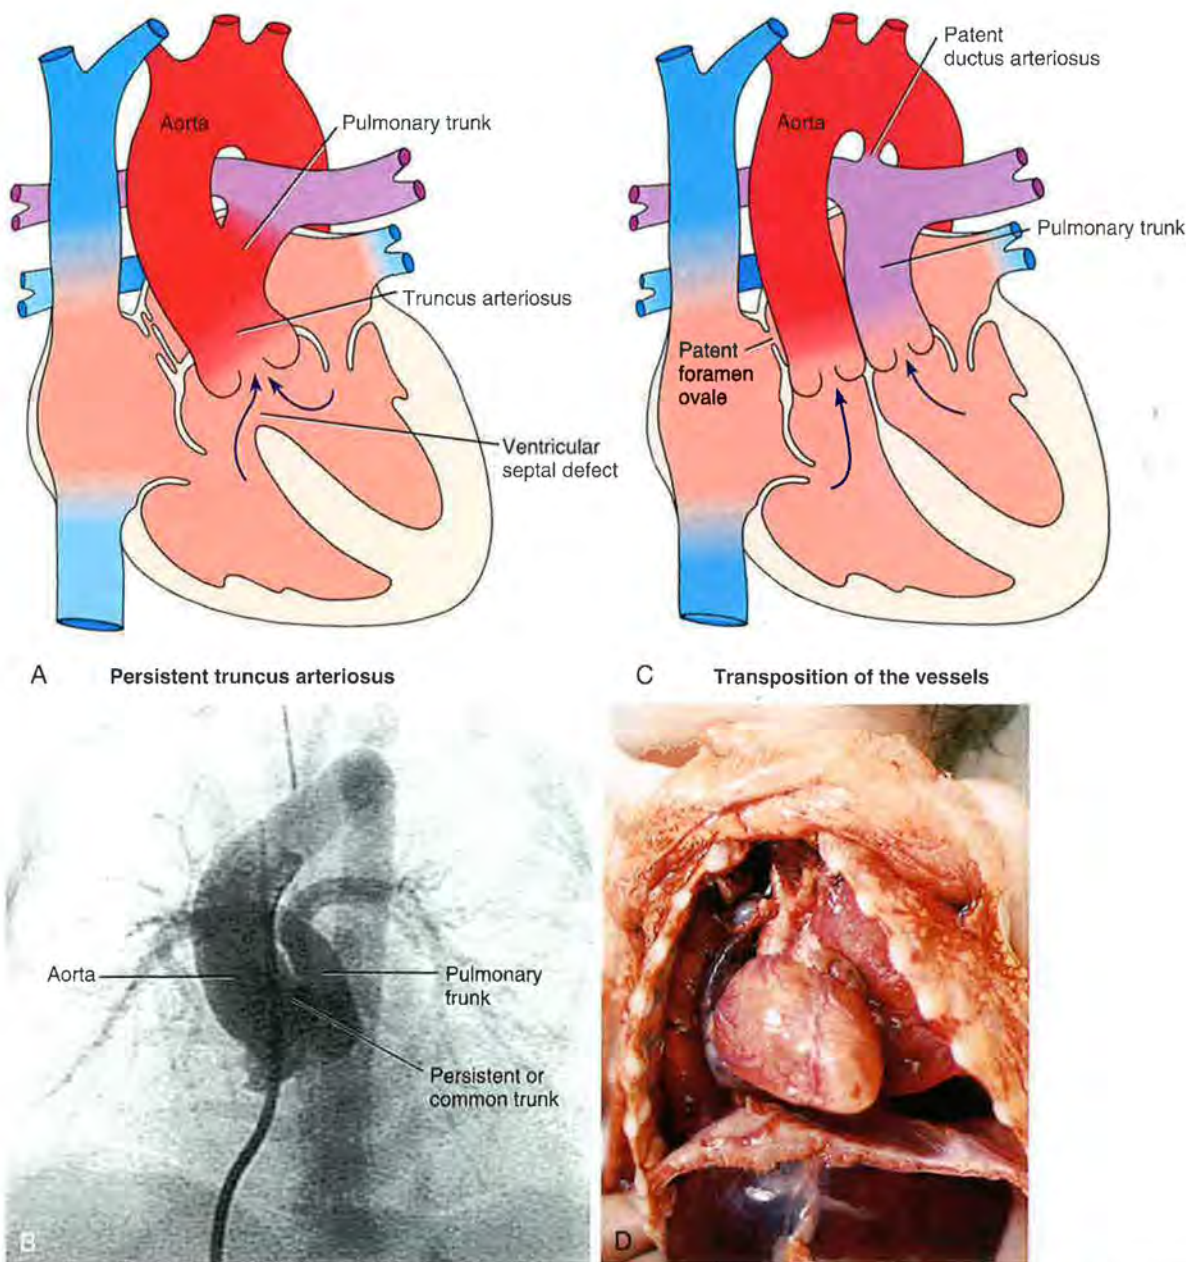 Aorta
Pulmonary trunk
Truncus arteriosus
Ventricular
septal defect
A Persistent truncus arteriosus
Patent
ductus arteriosus
Aorta
Pulmonary trunk
Patent
foramen
ovale
C Transposition of the vessels
Aorta
Pulmonary
frunk
Persistent or
common trunk
B
D